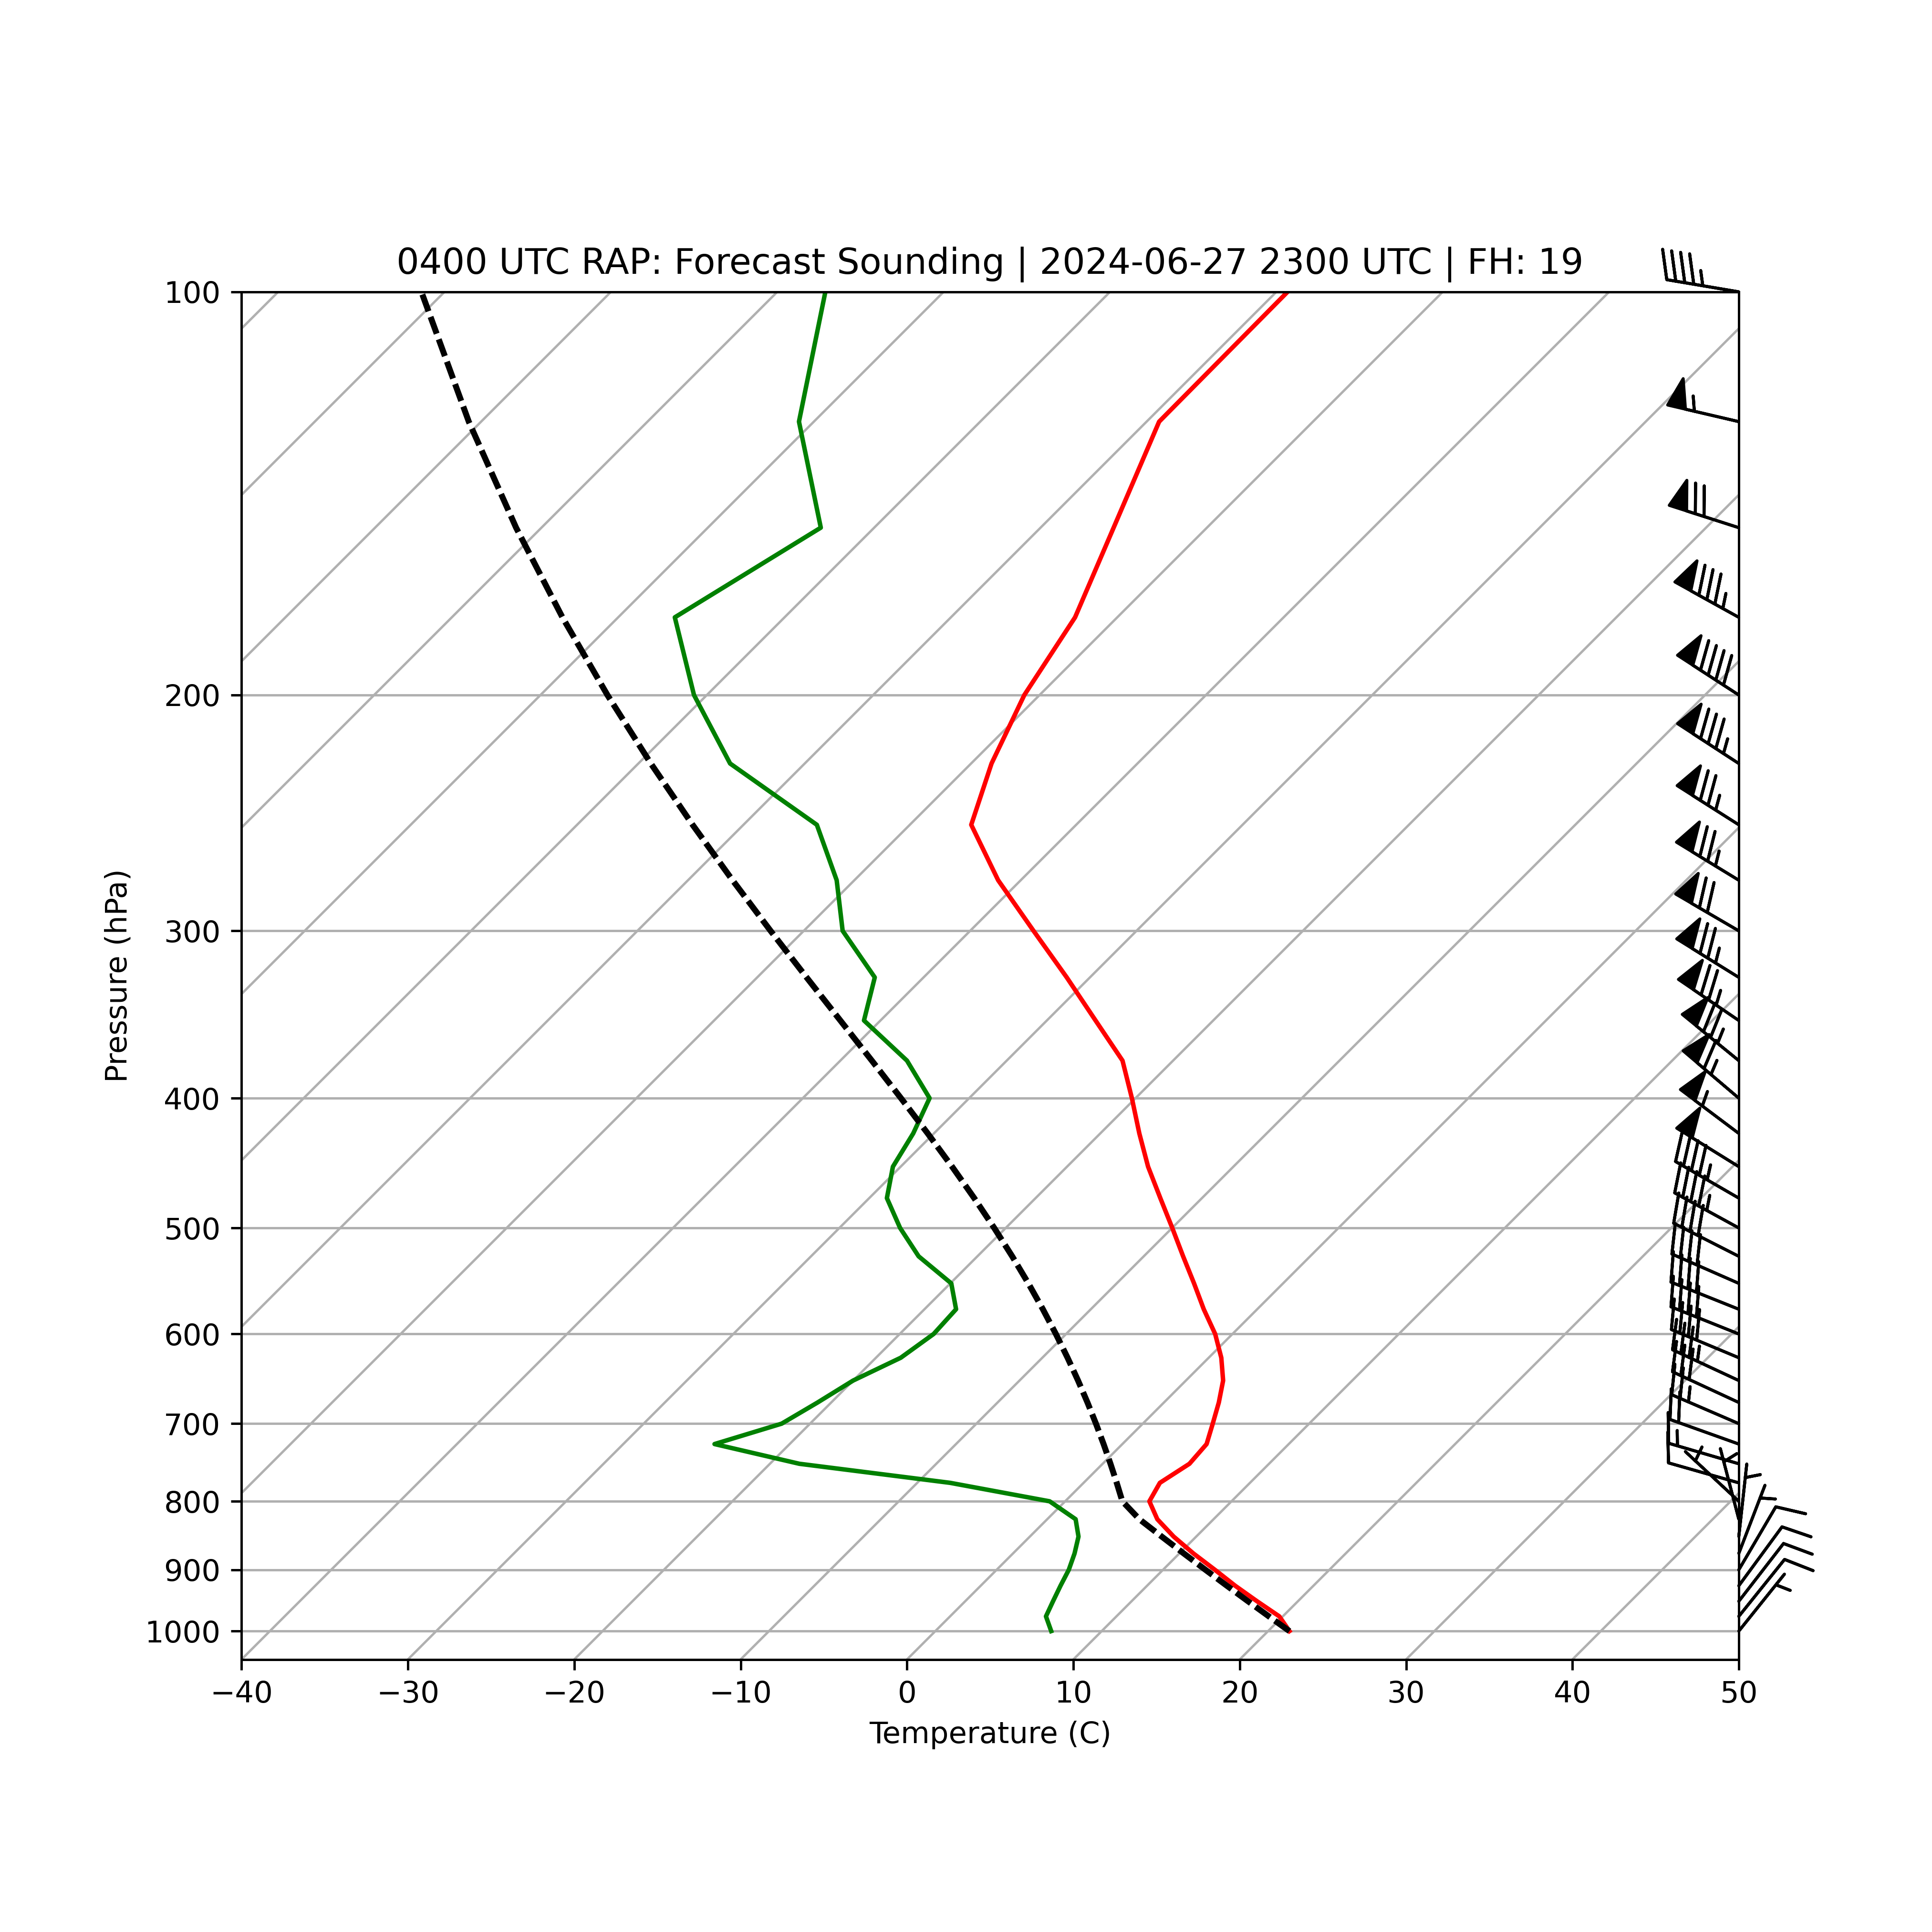 0400 UTC RAP: Forecast Sounding | 2024-06-27 2300 UTC | FH: 19
100
200
300
400
500
600
700
800
900
1000
Pressure (hPa)
−40 −30 −20 −10 0 10 20 30 40 50
Temperature (C)